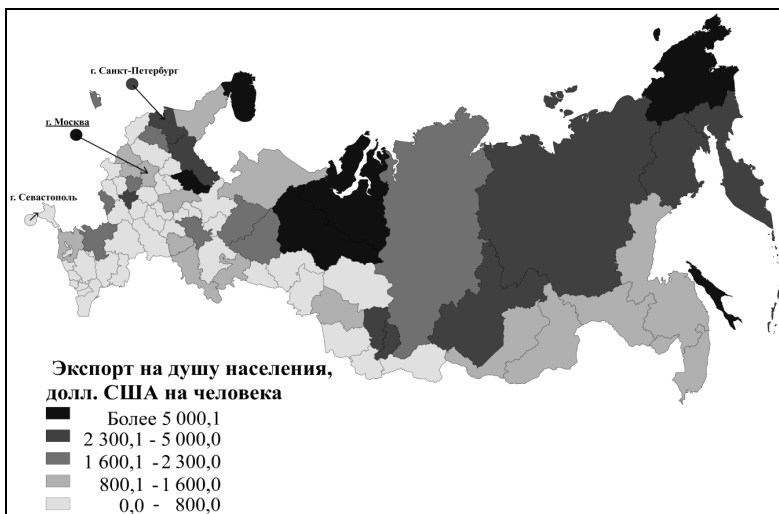 г. Санкт-Петербург
г. Москва
г. Севастополь
Экспорт на душу населения,
долл. США на человека
Более 5 000,1
2 300,1 - 5 000,0
1 600,1 - 2 300,0
800,1 - 1 600,0
0,0 - 800,0